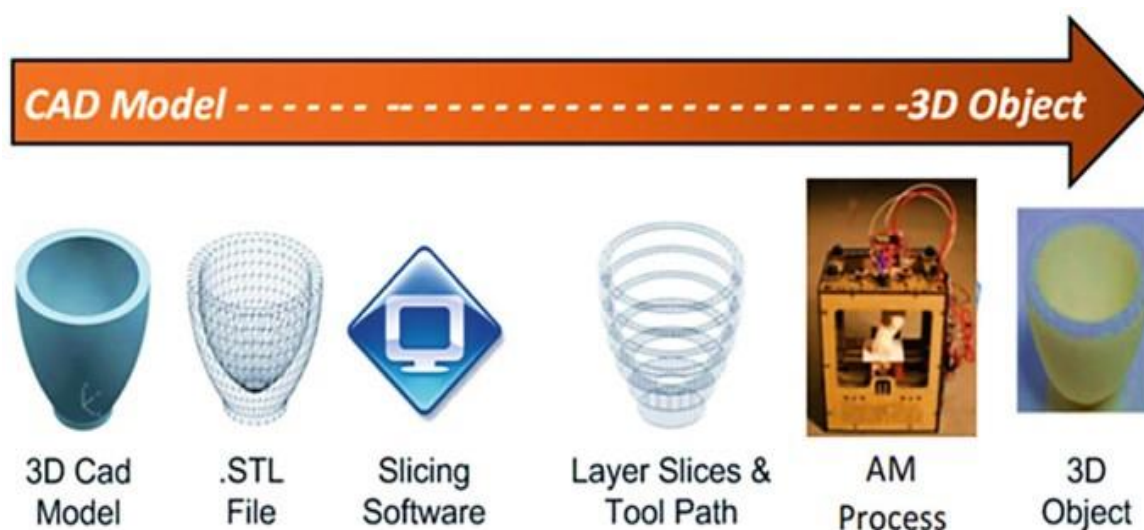 CAD Model - - - - - - -- - - - - - - - - - - - - - - - - - - - -3D Object
3D Cad
Model
.STL
File
Slicing
Software
Layer Slices &
Tool Path
AM
Process
3D
Object